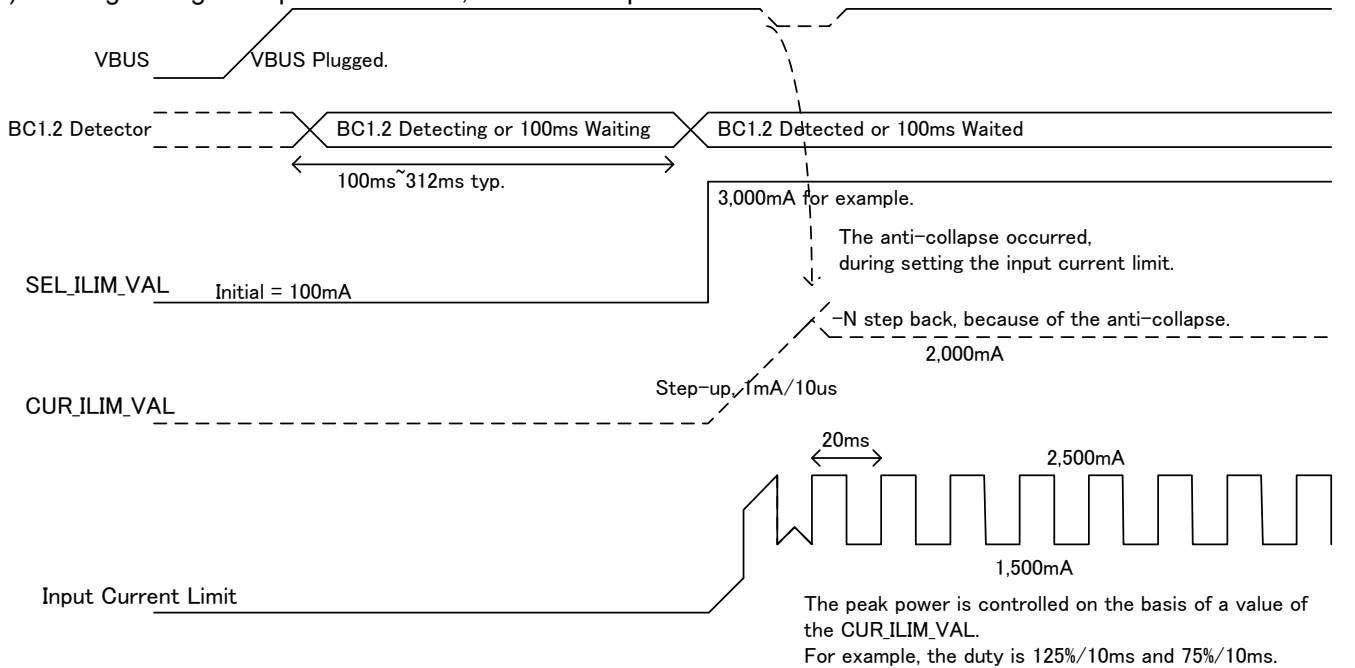 VBUS
VBUS Plugged.
BC1.2 Detector
BC1.2 Detecting or 100ms Waiting
BC1.2 Detected or 100ms Waited
100ms~312ms typ.
3,000mA for example.
The anti-collapse occurred,
during setting the input current limit.
SEL_ILIM_VAL
Initial = 100mA
-N step back, because of the anti-collapse.
2,000mA
Step-up, 1mA/10us
CUR_ILIM_VAL
20ms
2,500mA
1,500mA
Input Current Limit
The peak power is controlled on the basis of a value of
the CUR_ILIM_VAL.
For example, the duty is 125%/10ms and 75%/10ms.